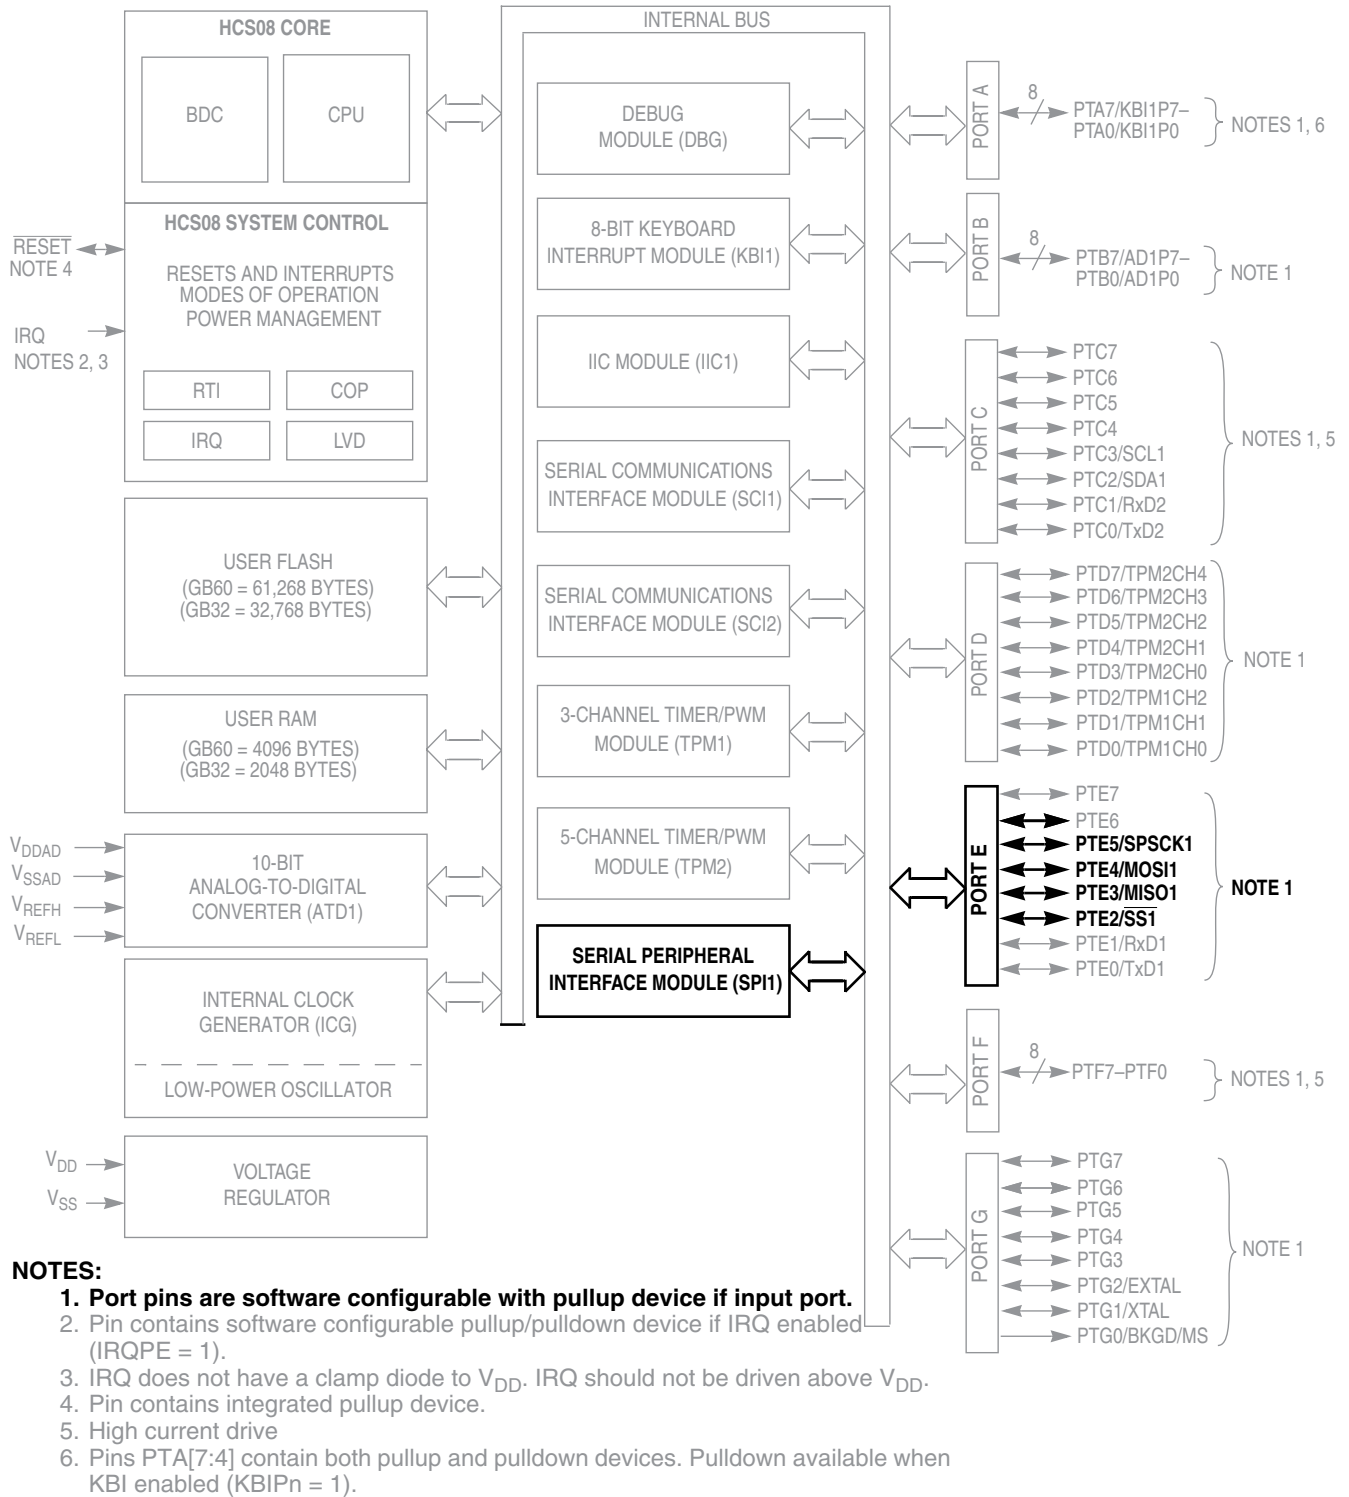 HCS08 CORE
BDC
CPU
HCS08 SYSTEM CONTROL
RESETS AND INTERRUPTS
MODES OF OPERATION
POWER MANAGEMENT
RTI
COP
IRQ
LVD
RESET
NOTE 4
IRQ
NOTES 2, 3
USER FLASH
(GB60 = 61,268 BYTES)
(GB32 = 32,768 BYTES)
USER RAM
(GB60 = 4096 BYTES)
(GB32 = 2048 BYTES)
VDDAD
VSSAD
VREFH
VREFL
10-BIT
ANALOG-TO-DIGITAL
CONVERTER (ATD1)
INTERNAL CLOCK
GENERATOR (ICG)
LOW-POWER OSCILLATOR
VDD
VSS
VOLTAGE
REGULATOR
INTERNAL BUS
DEBUG
MODULE (DBG)
8-BIT KEYBOARD
INTERRUPT MODULE (KBI1)
IIC MODULE (IIC1)
SERIAL COMMUNICATIONS
INTERFACE MODULE (SCI1)
SERIAL COMMUNICATIONS
INTERFACE MODULE (SCI2)
3-CHANNEL TIMER/PWM
MODULE (TPM1)
5-CHANNEL TIMER/PWM
MODULE (TPM2)
SERIAL PERIPHERAL
INTERFACE MODULE (SPI1)
PORT A
8
PTA7/KBI1P7–
PTA0/KBI1P0
NOTES 1, 6
PORT B
8
PTB7/AD1P7–
PTB0/AD1P0
NOTE 1
PORT C
PTC7
PTC6
PTC5
PTC4
PTC3/SCL1
PTC2/SDA1
PTC1/RxD2
PTC0/TxD2
NOTES 1, 5
PORT D
PTD7/TPM2CH4
PTD6/TPM2CH3
PTD5/TPM2CH2
PTD4/TPM2CH1
PTD3/TPM2CH0
PTD2/TPM1CH2
PTD1/TPM1CH1
PTD0/TPM1CH0
NOTE 1
PORT E
PTE7
PTE6
PTE5/SPSCK1
PTE4/MOSI1
PTE3/MISO1
PTE2/SS1
PTE1/RxD1
PTE0/TxD1
NOTE 1
PORT F
8
PTF7–PTF0
NOTES 1, 5
PORT G
PTG7
PTG6
PTG5
PTG4
PTG3
PTG2/EXTAL
PTG1/XTAL
PTG0/BKGD/MS
NOTE 1
NOTES:
1. Port pins are software configurable with pullup device if input port.
2. Pin contains software configurable pullup/pulldown device if IRQ enabled
(IRQPE = 1).
3. IRQ does not have a clamp diode to VDD. IRQ should not be driven above VDD.
4. Pin contains integrated pullup device.
5. High current drive
6. Pins PTA[7:4] contain both pullup and pulldown devices. Pulldown available when
KBI enabled (KBIPn = 1).